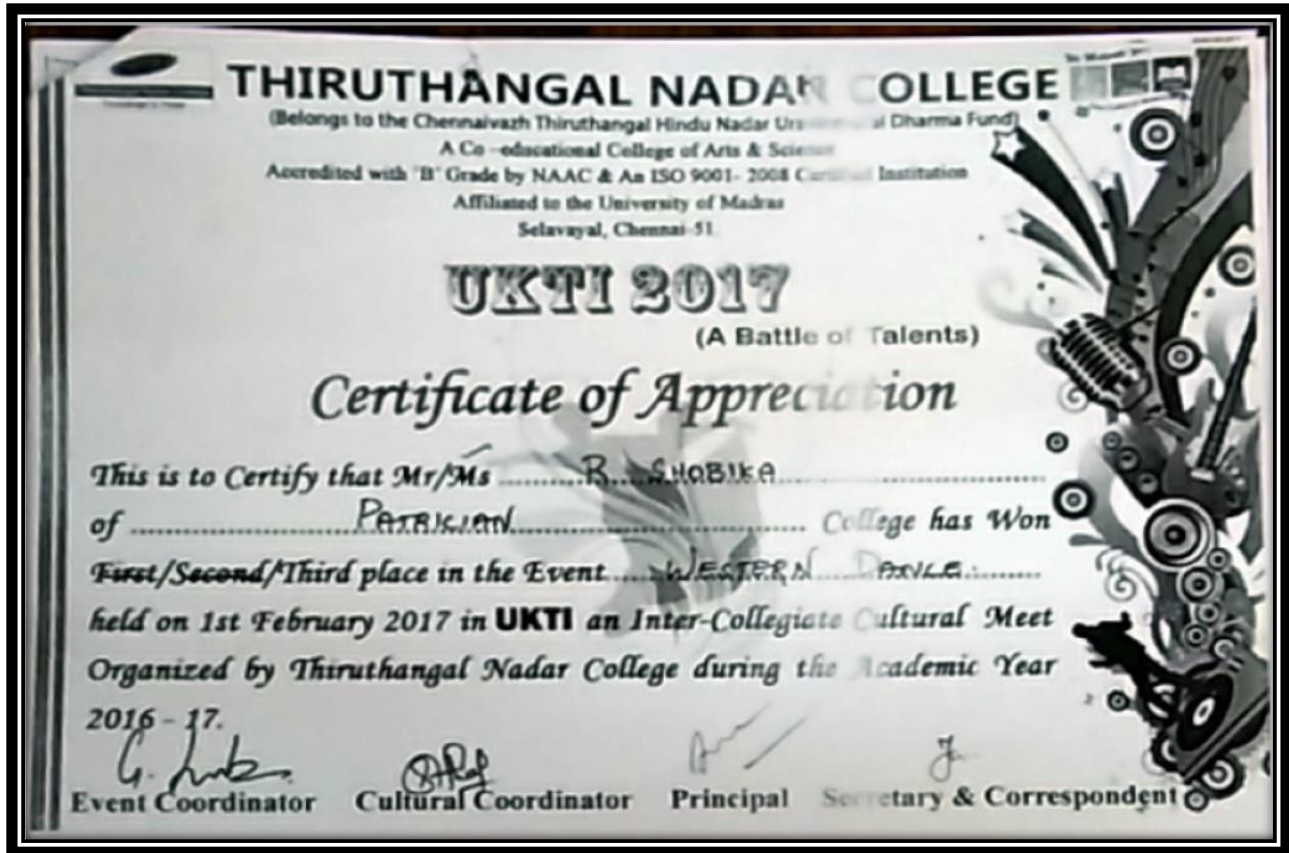 THIRUTHANGAL NADAR COLLEGE
(Belongs to the Chennaivazh Thiruthangal Hindu Nadar Dharma Fund)
A Co-educational College of Arts & Science
Accredited with "B" Grade by NAAC & An ISO 9001- 2008 Certified Institution
Affiliated to the University of Madras
Selavayal, Chennai-51.
UKTI 2017
(A Battle of Talents)
Certificate of Appreciation
This is to Certify that Mr/Ms ..........R....SHOBIKA..............................
of ..........................PATRICIAN.................................. College has Won
First/Second/Third place in the Event.....WESTERN....DANCE.........
held on 1st February 2017 in UKTI an Inter-Collegiate Cultural Meet
Organized by Thiruthangal Nadar College during the Academic Year
2016 - 17.
Event Coordinator Cultural Coordinator Principal Secretary & Correspondent